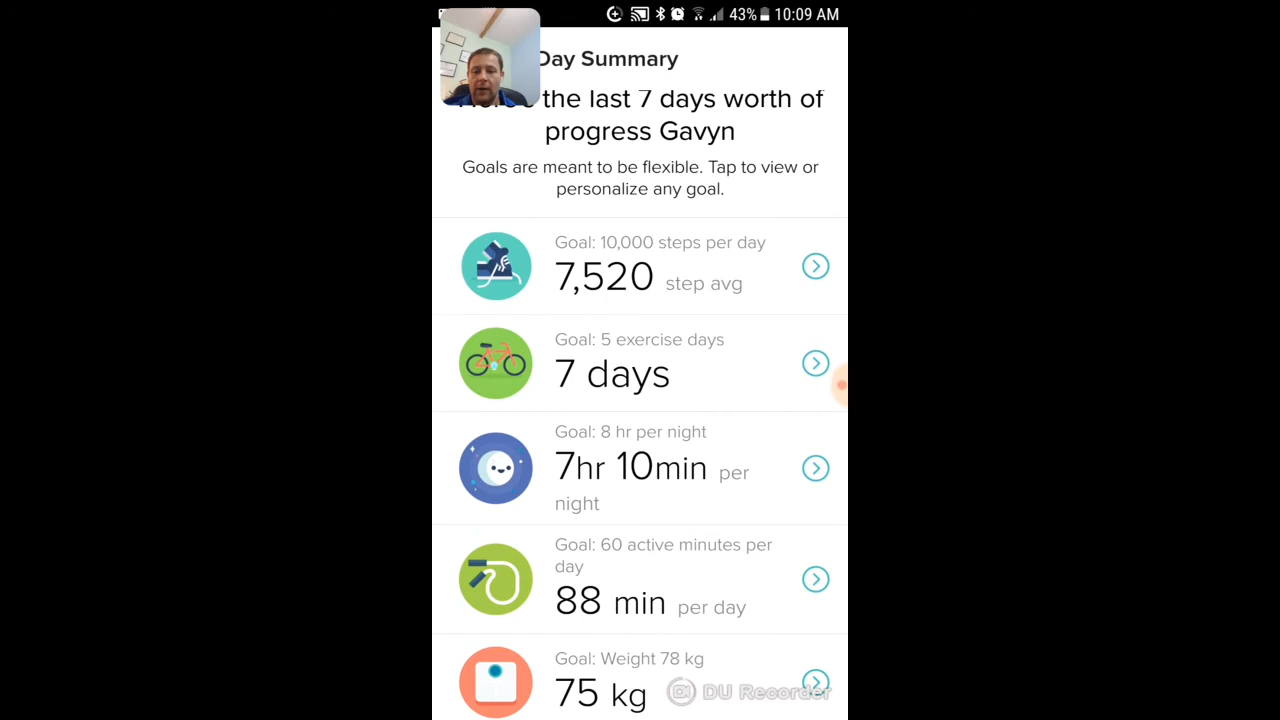 43% 10:09 AM
Day Summary
the last 7 days worth of
progress Gavyn
Goals are meant to be flexible. Tap to view or
personalize any goal.
Goal: 10,000 steps per day
7,520 step avg
Goal: 5 exercise days
7 days
Goal: 8 hr per night
7hr 10min per
night
Goal: 60 active minutes per
day
88 min per day
Goal: Weight 78 kg
75 kg
DU Recorder